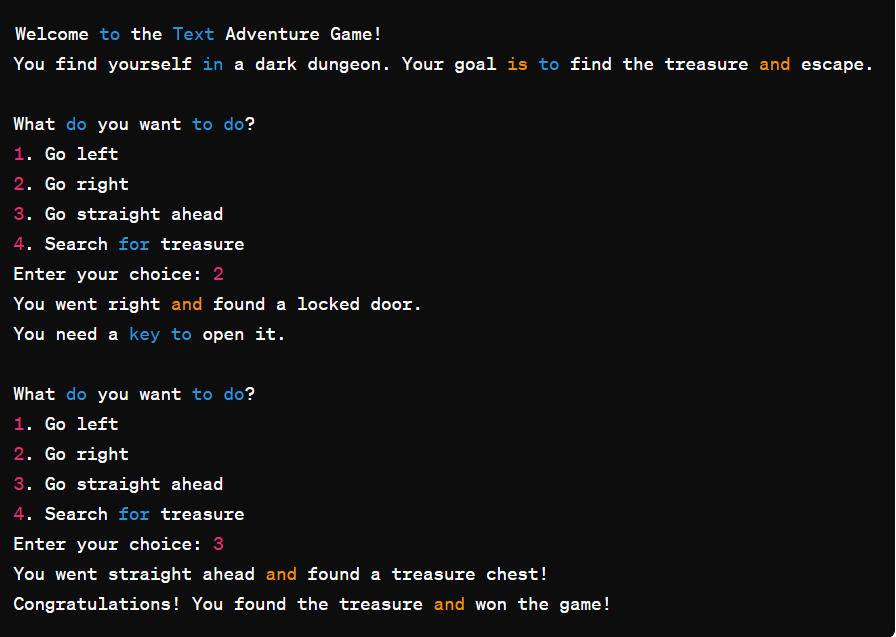 Welcome to the Text Adventure Game!
You find yourself in a dark dungeon. Your goal is to find the treasure and escape.
What do you want to do?
1. Go left
2. Go right
3. Go straight ahead
4. Search for treasure
Enter your choice: 2
You went right and found a locked door.
You need a key to open it.
What do you want to do?
1. Go left
2. Go right
3. Go straight ahead
4. Search for treasure
Enter your choice: 3
You went straight ahead and found a treasure chest!
Congratulations! You found the treasure and won the game!